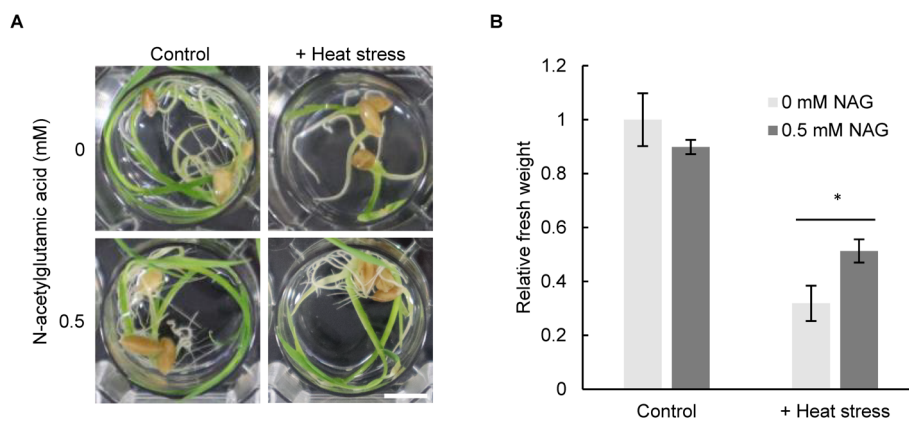 A
Control
+ Heat stress
N-acetylglutamic acid (mM)
0
0.5
B
1.2
1
0.8
0.6
0.4
0.2
0
Relative fresh weight
0 mM NAG
0.5 mM NAG
*
Control
+ Heat stress